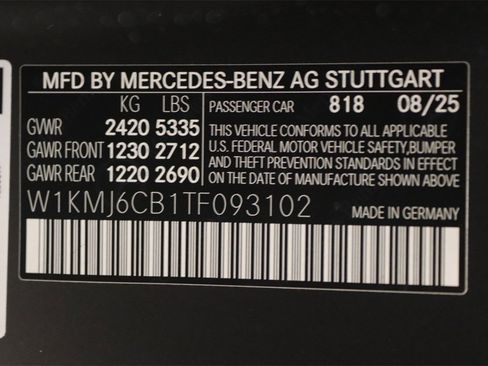 MFD BY MERCEDES-BENZ AG STUTTGART
KG LBS PASSENGER CAR 818 08/25
GVWR 2420 5335 THIS VEHICLE CONFORMS TO ALL APPLICABLE
GAWR FRONT 1230 2712 U.S. FEDERAL MOTOR VEHICLE SAFETY,BUMPER
GAWR REAR 1220 2690 AND THEFT PREVENTION STANDARDS IN EFFECT
ON THE DATE OF MANUFACTURE SHOWN ABOVE.
W1KMJ6CB1TF093102 MADE IN GERMANY